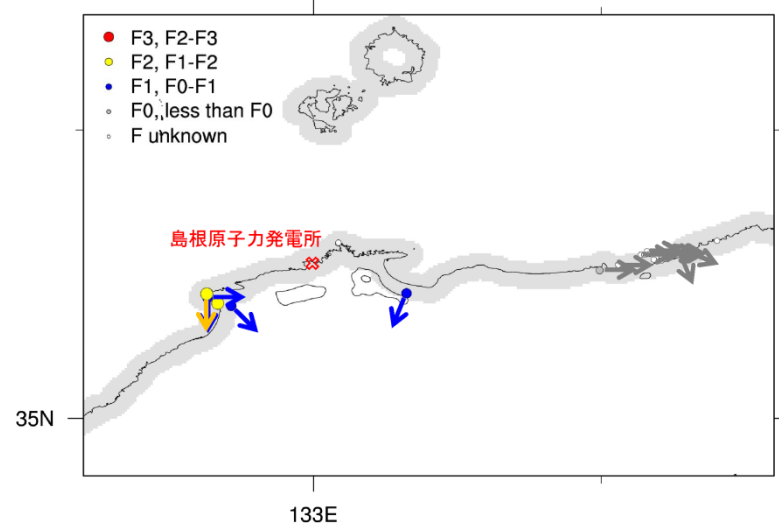 F3, F2-F3
F2, F1-F2
F1, F0-F1
F0, less than F0
F unknown
島根原子力発電所
35N
133E